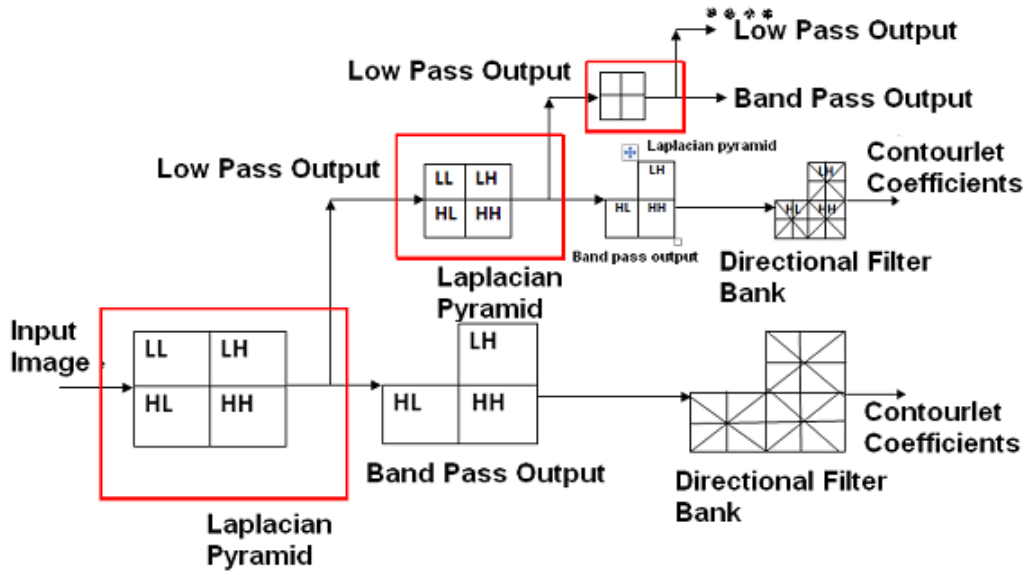 Low Pass Output
Low Pass Output
Band Pass Output
Laplacian pyramid
Contourlet
Coefficients
Low Pass Output
LL LH
HL HH
LH
HL HH
LH
HL HH
Band pass output
Directional Filter
Bank
Laplacian
Pyramid
Input
Image
LL LH
HL HH
LH
HL HH
Contourlet
Coefficients
Band Pass Output
Directional Filter
Bank
Laplacian
Pyramid